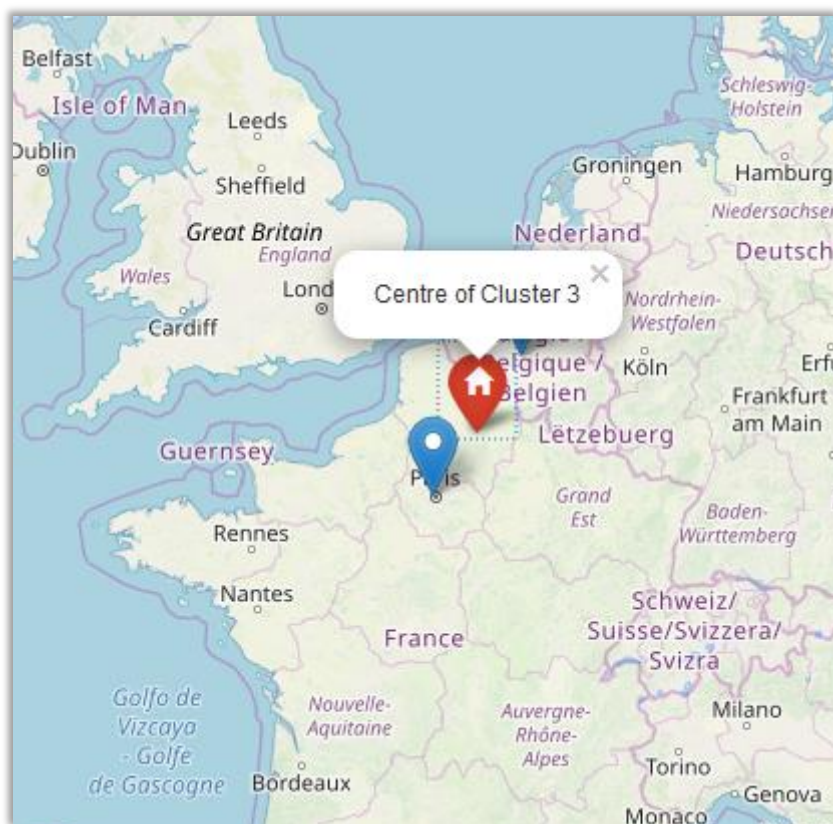 Belfast
Isle of Man
Dublin
Leeds
Sheffield
Great Britain
England
Wales
Cardiff
Lond
Schleswig-
Holstein
Groningen
Hamburg
Niedersachsen
Nederland
Deutsch
Centre of Cluster 3
×
Nordrhein-
Westfalen
elgique /
elgien
Köln
Erfu
Frankfurt
am Main
Lëtzebuerg
Guernsey
Grand
Est
Baden-
Württemberg
Rennes
Nantes
France
Schweiz/
Suisse/Svizzera/
Svizra
Golfo de
Vizcaya
- Golfe
de Gascogne
Nouvelle-
Aquitaine
Auvergne-
Rhône-
Alpes
Milano
Torino
Genova
Bordeaux
Monaco